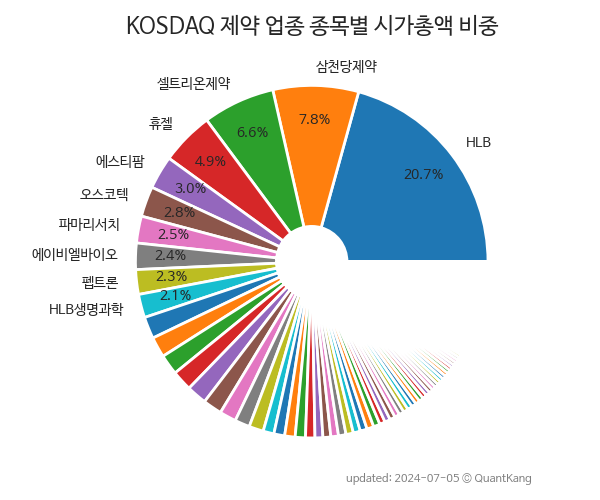 KOSDAQ 제약 업종 종목별 시가총액 비중
삼천당제약
셀트리온제약
7.8%
휴젤
6.6%
HLB
에스티팜
4.9%
20.7%
오스코텍
3.0%
파마리서치
2.8%
에이비엘바이오
2.5%
펩트론
2.4%
HLB생명과학
2.3%
2.1%
updated: 2024-07-05 © QuantKang